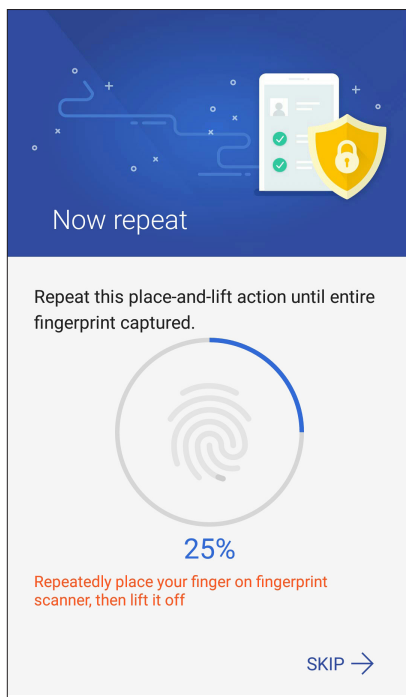 Now repeat
Repeat this place-and-lift action until entire
fingerprint captured.
25%
Repeatedly place your finger on fingerprint
scanner, then lift it off
SKIP